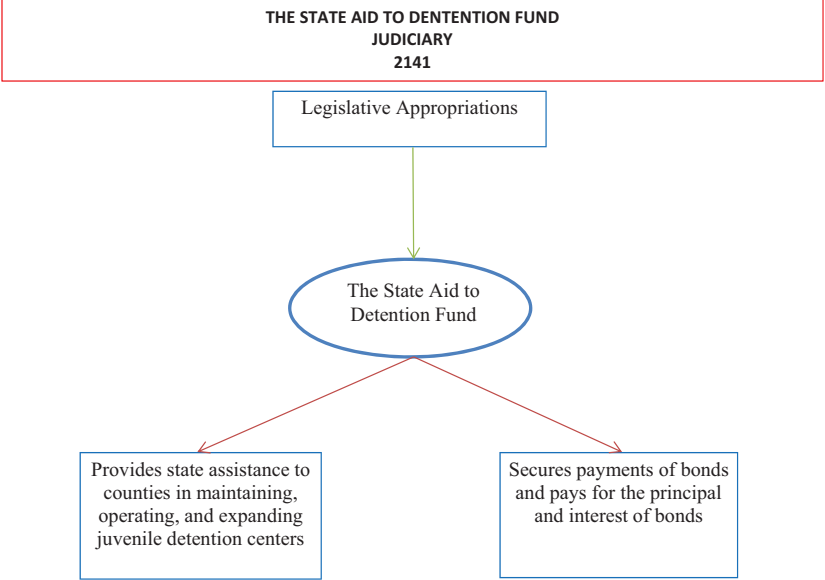 THE STATE AID TO DENTENTION FUND
JUDICIARY
2141
Legislative Appropriations
The State Aid to
Detention Fund
Provides state assistance to
counties in maintaining,
operating, and expanding
juvenile detention centers
Secures payments of bonds
and pays for the principal
and interest of bonds